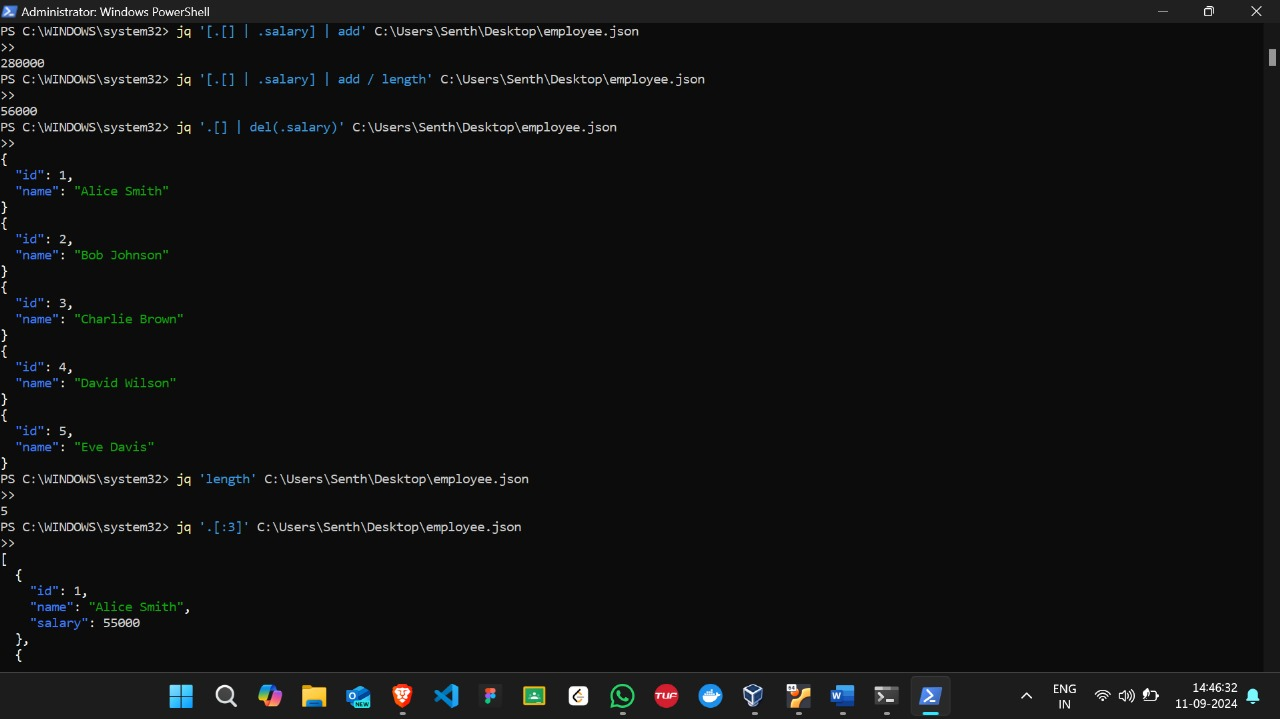 Administrator: Windows PowerShell
PS C:\WINDOWS\system32> jq '[.[] | .salary] | add' C:\Users\Senth\Desktop\employee.json
>>
280000
PS C:\WINDOWS\system32> jq '[.[] | .salary] | add / length' C:\Users\Senth\Desktop\employee.json
>>
56000
PS C:\WINDOWS\system32> jq '.[] | del(.salary)' C:\Users\Senth\Desktop\employee.json
>>
{
  "id": 1,
  "name": "Alice Smith"
}
{
  "id": 2,
  "name": "Bob Johnson"
}
{
  "id": 3,
  "name": "Charlie Brown"
}
{
  "id": 4,
  "name": "David Wilson"
}
{
  "id": 5,
  "name": "Eve Davis"
}
PS C:\WINDOWS\system32> jq 'length' C:\Users\Senth\Desktop\employee.json
>>
5
PS C:\WINDOWS\system32> jq '.[:3]' C:\Users\Senth\Desktop\employee.json
>>
[
  {
    "id": 1,
    "name": "Alice Smith",
    "salary": 55000
  },
  {
NEW
TUF
W
ENG
IN
14:46:32
11-09-2024